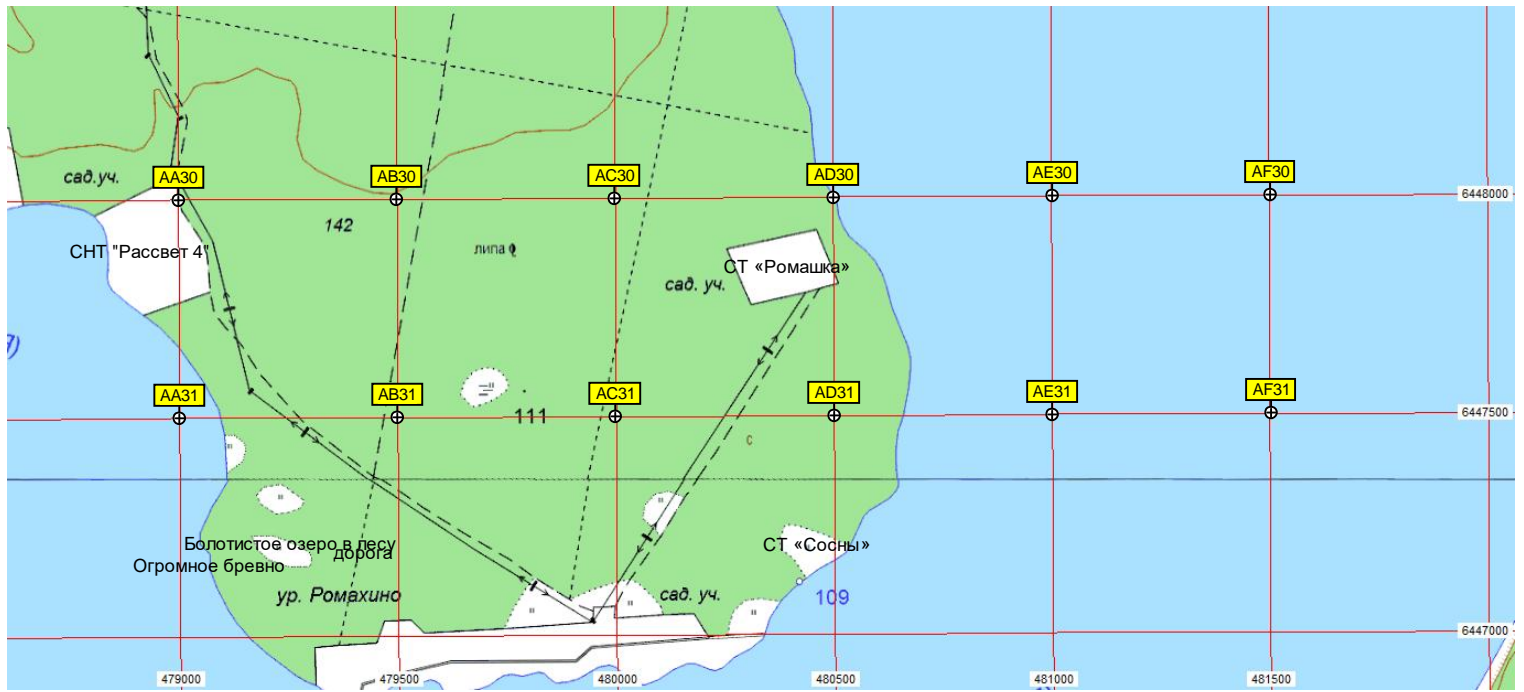 сад.уч.
AA30
AB30
AC30
AD30
AE30
AF30
6448000
142
липа
СНТ "Рассвет 4"
сад. уч.
СТ «Ромашка»
AA31
AB31
AC31
AD31
AE31
AF31
6447500
111
с
Болотистое озеро в лесу
дорога
Огромное бревно
СТ «Сосны»
ур. Ромахино
сад. уч.
109
6447000
479000
479500
480000
480500
481000
481500